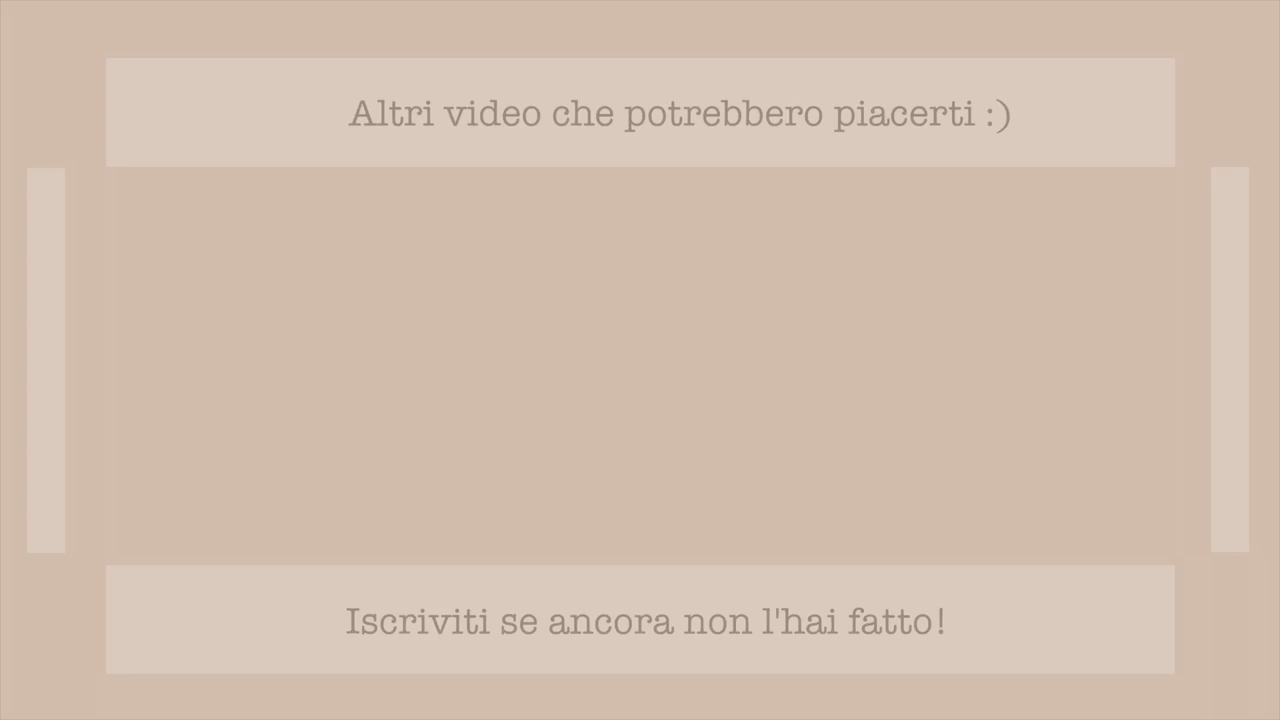 Altri video che potrebbero piacerti :)
Iscriviti se ancora non l'hai fatto!